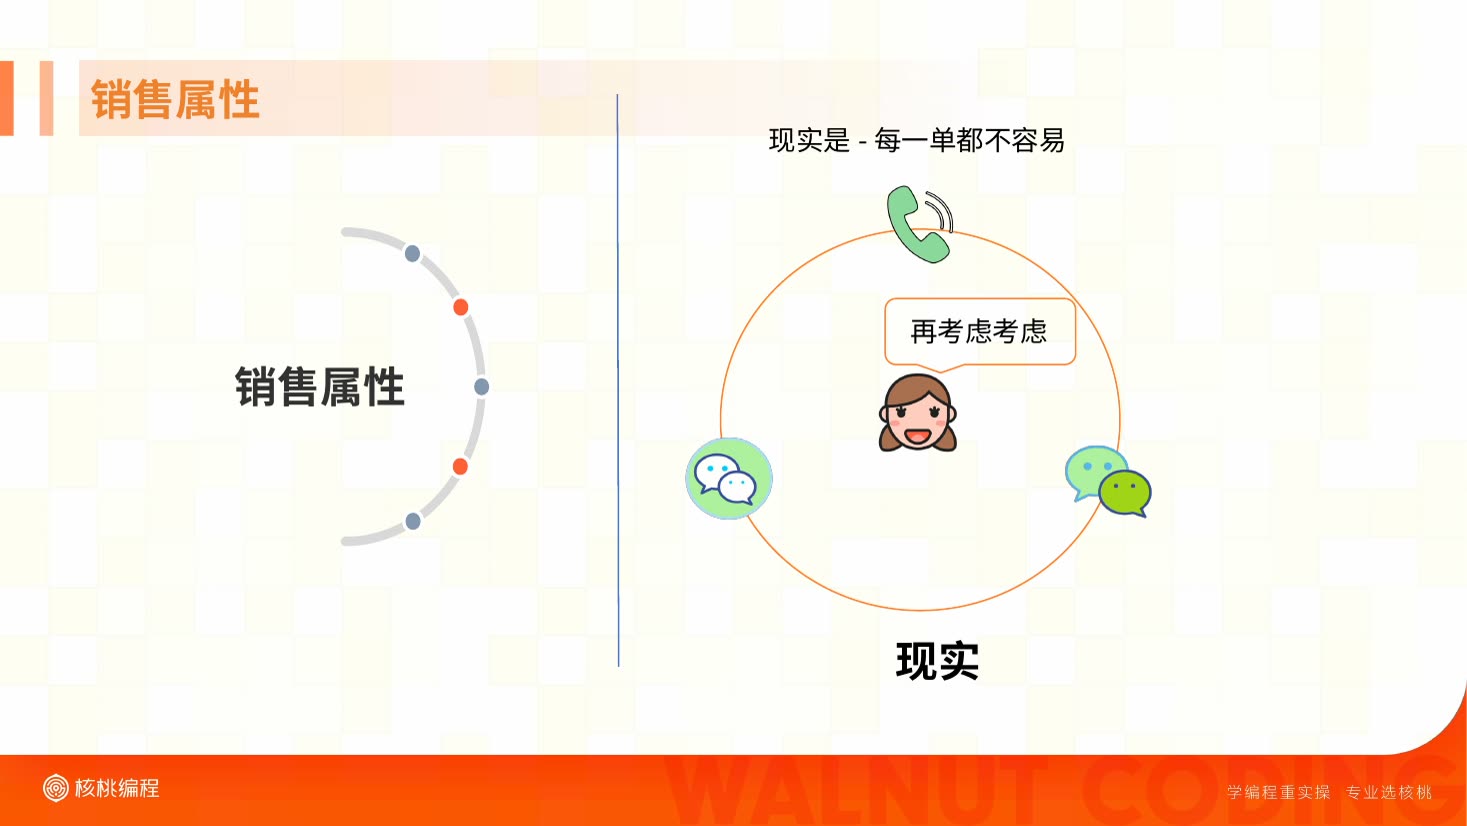 销售属性
现实是 - 每一单都不容易
再考虑考虑
销售属性
现实
核桃编程
WALNUT CODING
学编程重实操 专业选核桃